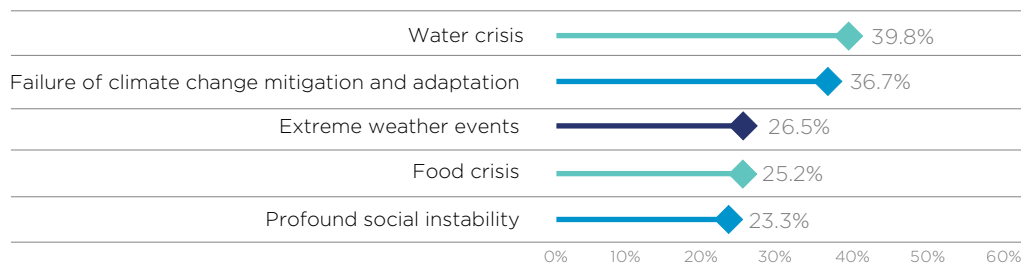 Water crisis 39.8%
Failure of climate change mitigation and adaptation 36.7%
Extreme weather events 26.5%
Food crisis 25.2%
Profound social instability 23.3%
0% 10% 20% 30% 40% 50% 60%